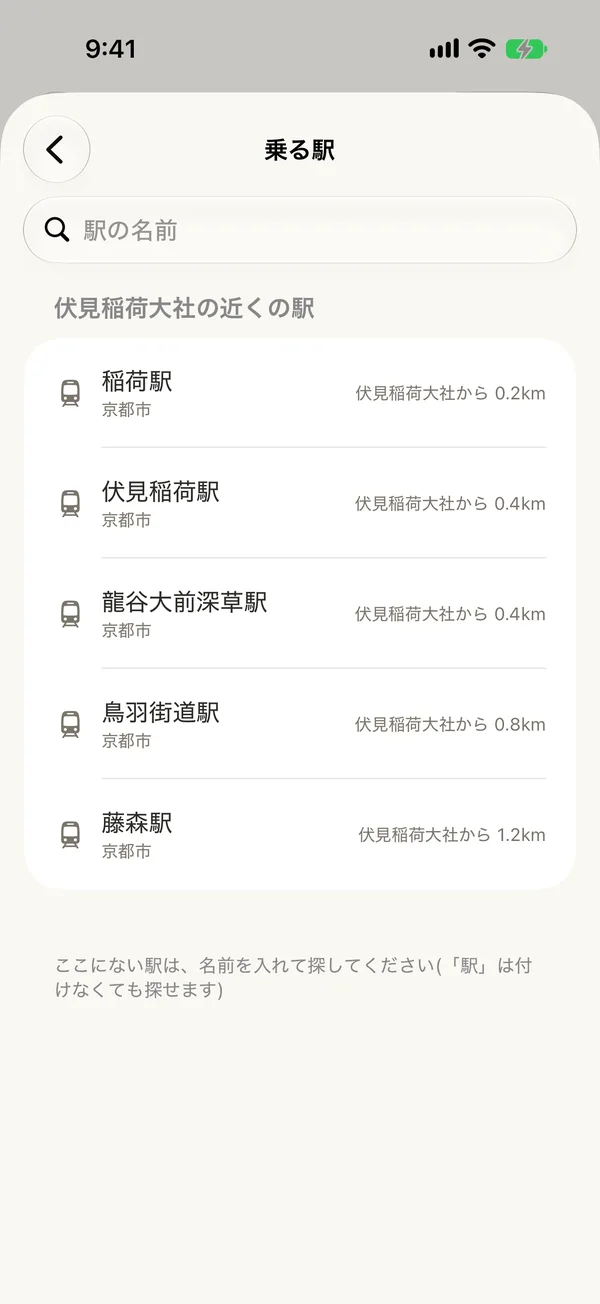 9:41
乗る駅
駅の名前
伏見稲荷大社の近くの駅
稲荷駅
京都市
伏見稲荷大社から 0.2km
伏見稲荷駅
京都市
伏見稲荷大社から 0.4km
龍谷大前深草駅
京都市
伏見稲荷大社から 0.4km
鳥羽街道駅
京都市
伏見稲荷大社から 0.8km
藤森駅
京都市
伏見稲荷大社から 1.2km
ここにない駅は、名前を入れて探してください(「駅」は付
けなくても探せます)